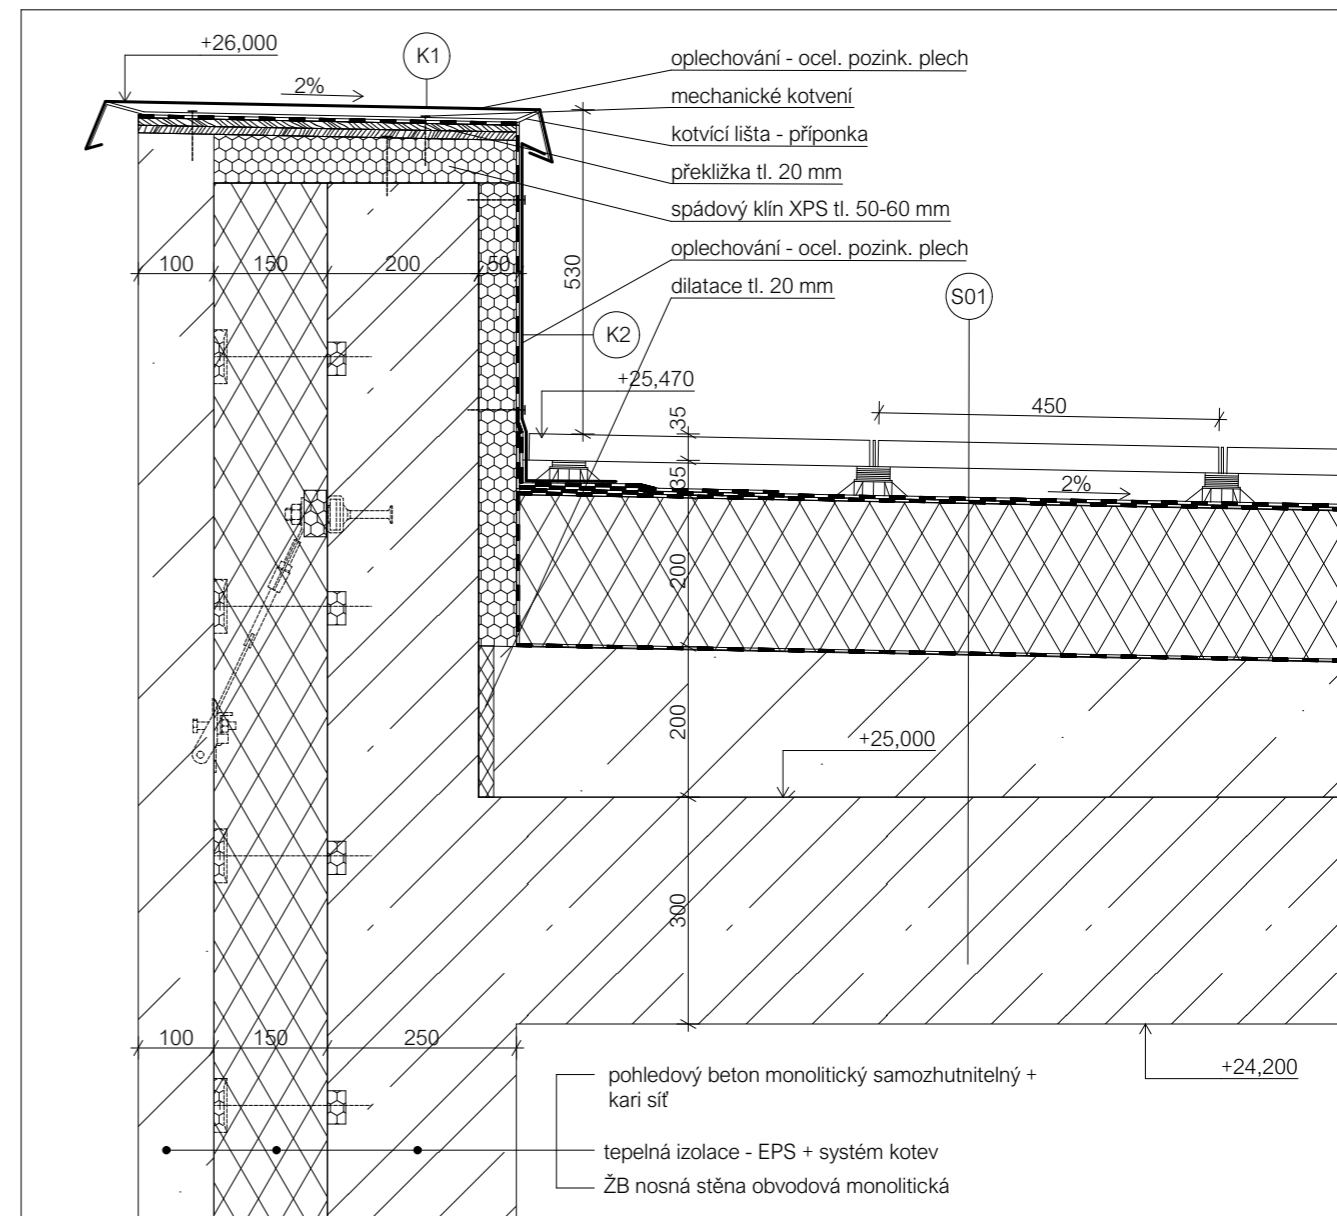 +26,000
K1
2%
oplechování - ocel. pozink. plech
mechanické kotvení
kotvící lišta - příponka
překližka tl. 20 mm
spádový klín XPS tl. 50-60 mm
oplechování - ocel. pozink. plech
dilatace tl. 20 mm
100
150
200
50
530
S01
K2
+25,470
35
450
35
2%
200
200
+25,000
300
100
150
250
+24,200
pohledový beton monolitický samozhutnitelný +
kari síť
tepelná izolace - EPS + systém kotev
ŽB nosná stěna obvodová monolitická